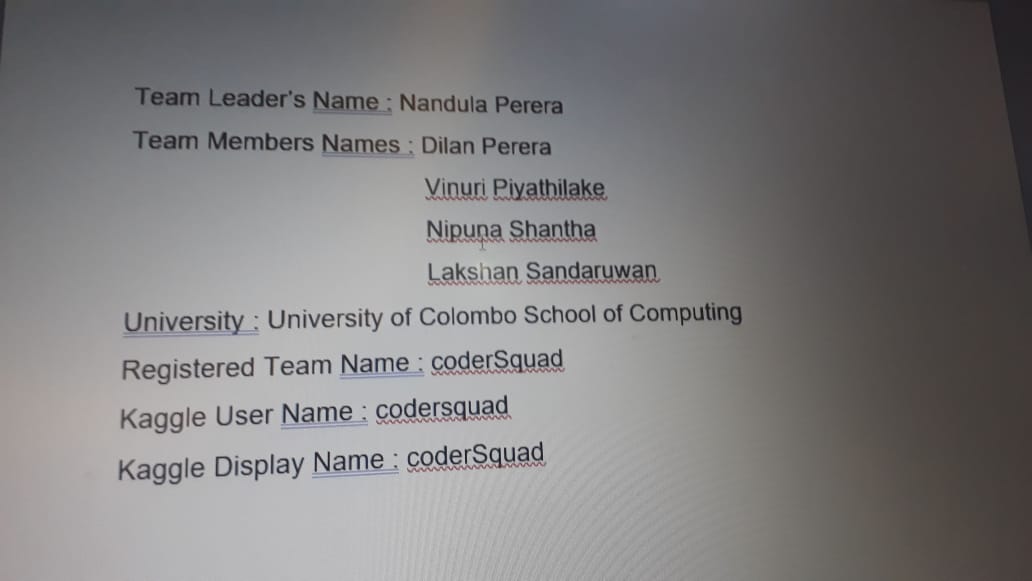 Team Leader's Name : Nandula Perera
Team Members Names : Dilan Perera
Vinuri Piyathilake
Nipuna Shantha
Lakshan Sandaruwan
University : University of Colombo School of Computing
Registered Team Name : coderSquad
Kaggle User Name : codersquad
Kaggle Display Name : coderSquad